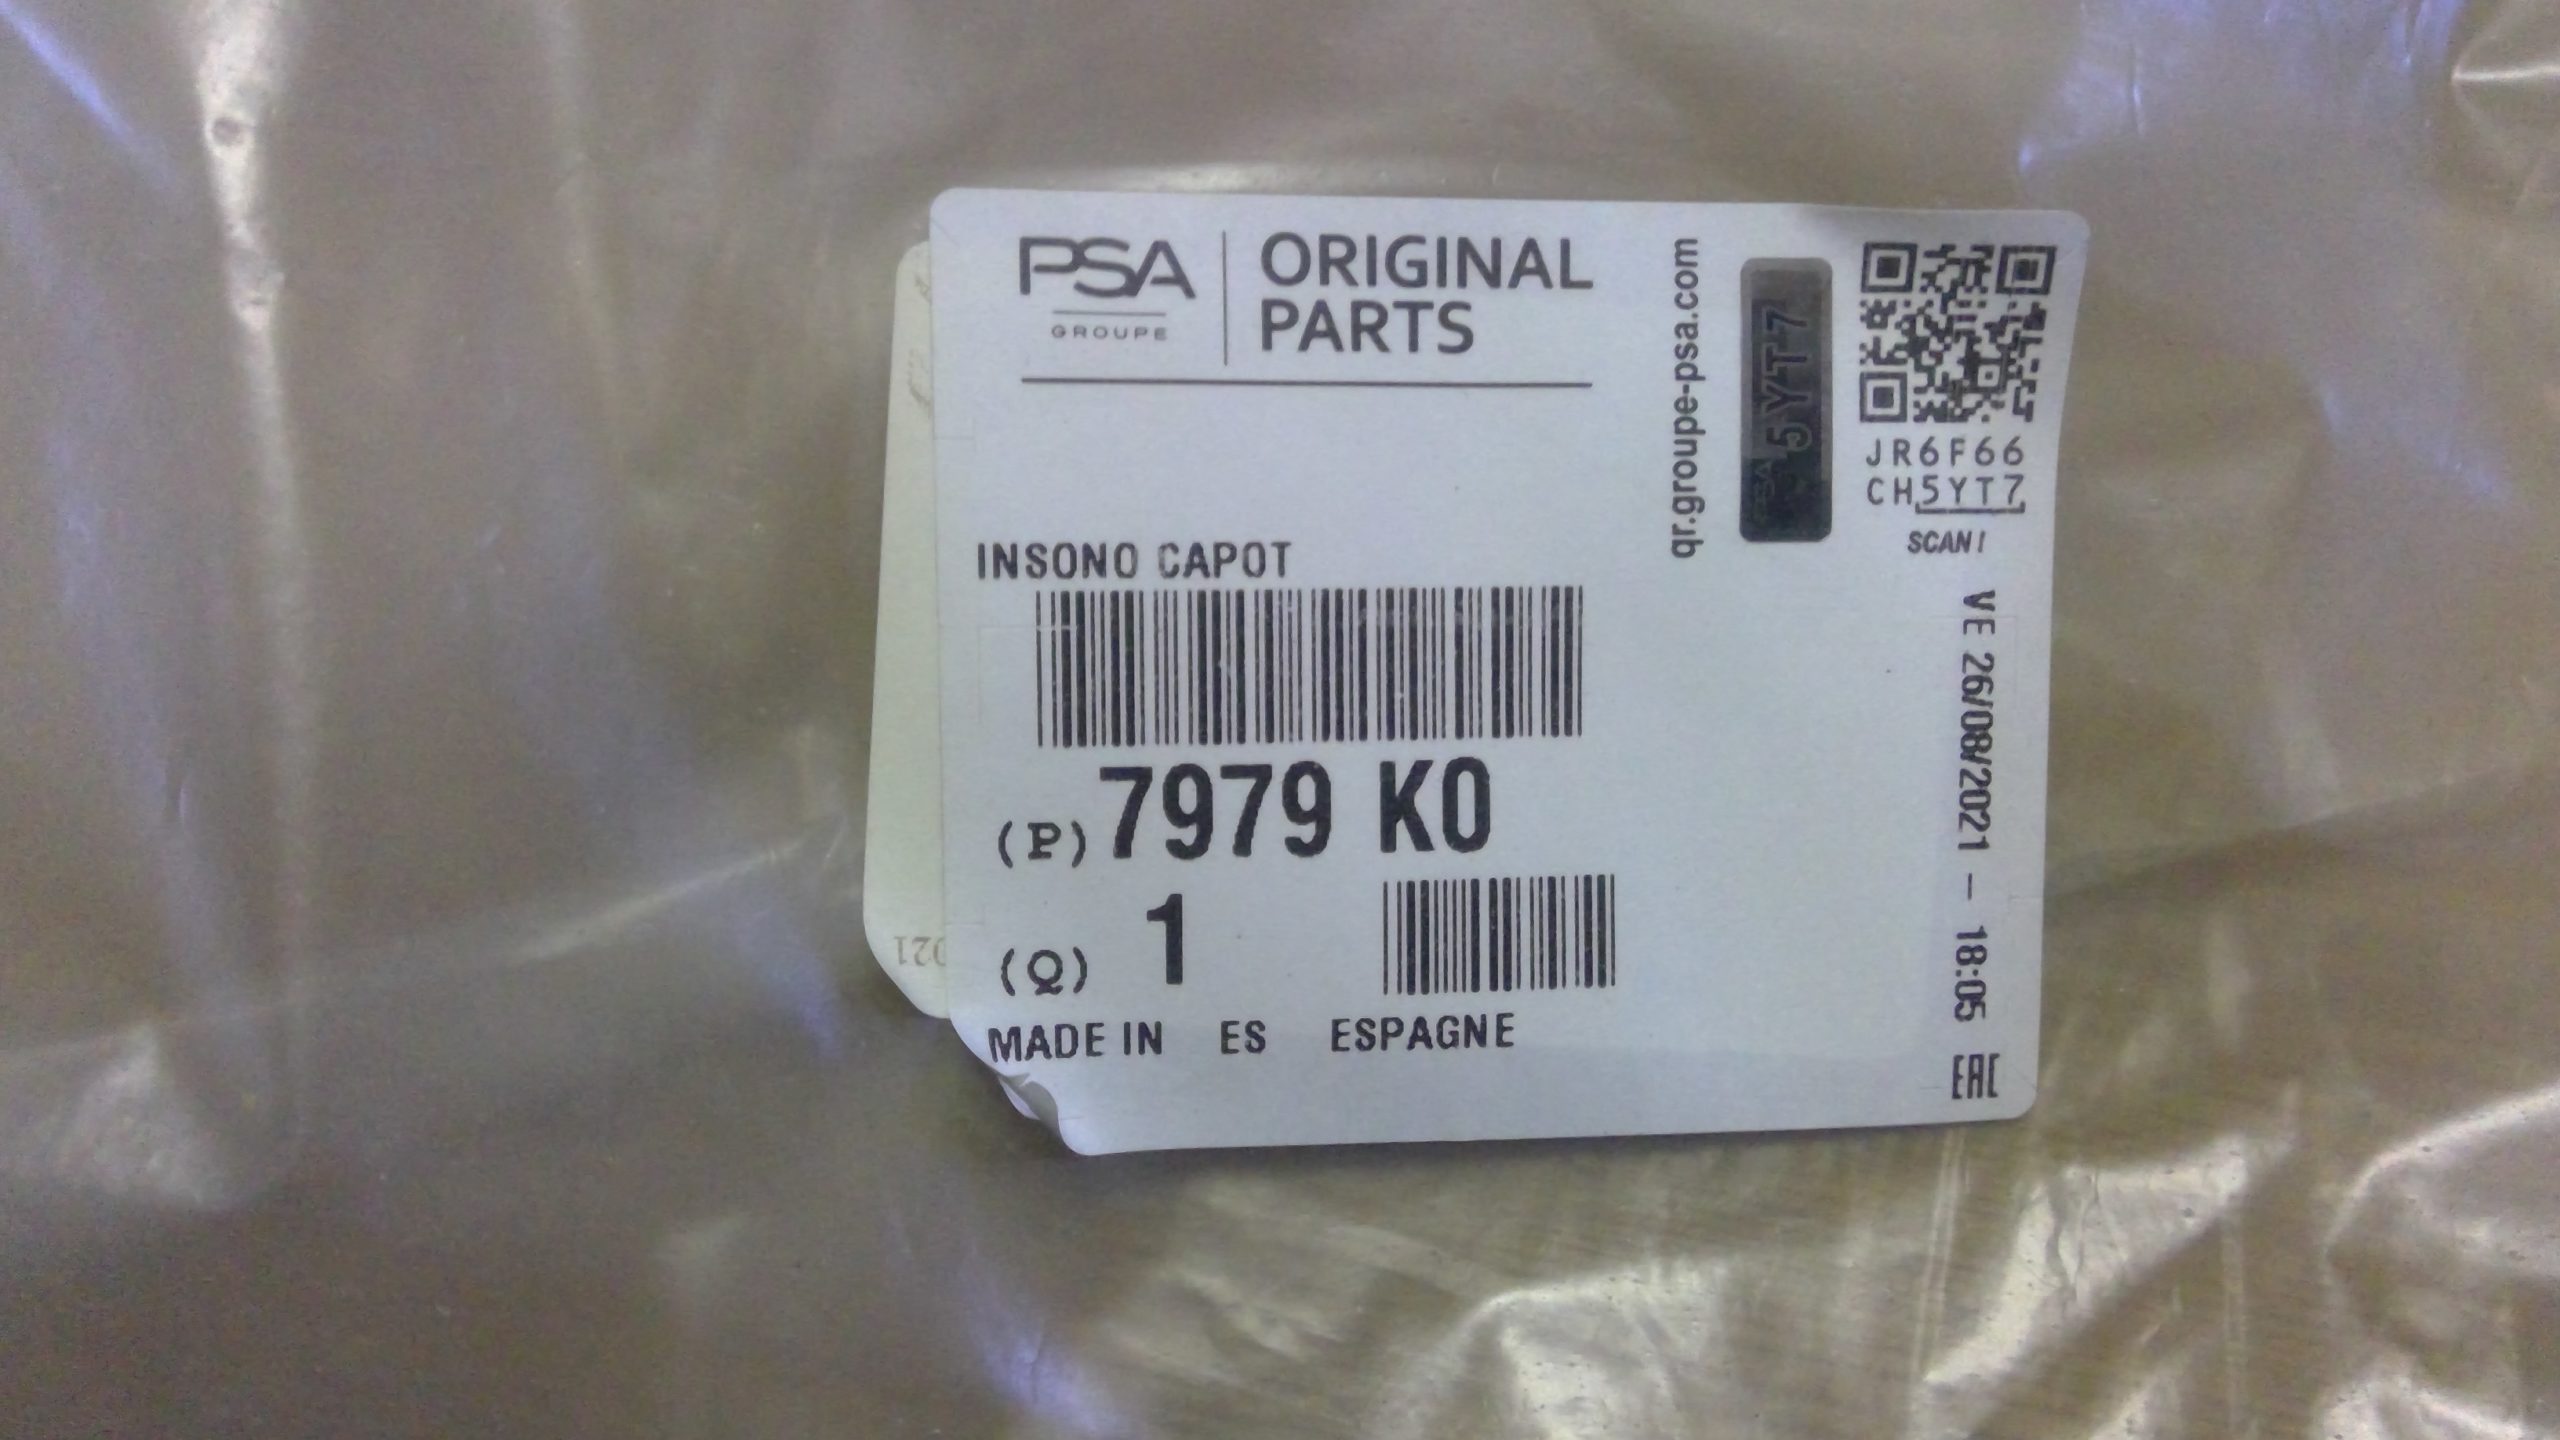 PSA
GROUPE
ORIGINAL
PARTS
qr.groupe-psa.com
5YT7
JR6F66
CH5YT7
SCAN!
INSONO CAPOT
(P) 7979 K0
(Q) 1
MADE IN ES ESPAGNE
VE 26/08/2021 - 18:05
EAC
021